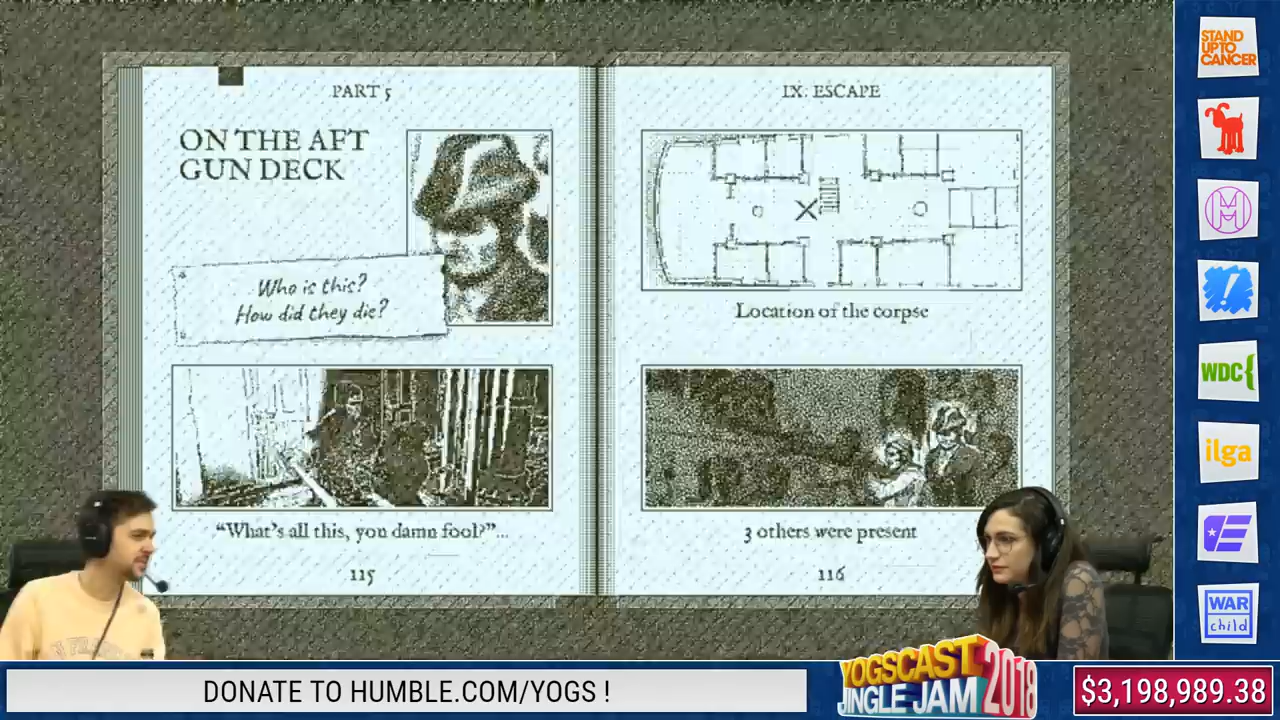 PART 5
ON THE AFT
GUN DECK
Who is this?
How did they die?
"What's all this, you damn fool?"...
115
IX. ESCAPE
Location of the corpse
3 others were present
116
STAND
UP TO
CANCER
WDC
ilga
WAR
child
DONATE TO HUMBLE.COM/YOGS !
YOGSCAST
JINGLE JAM 2018
$3,198,989.38